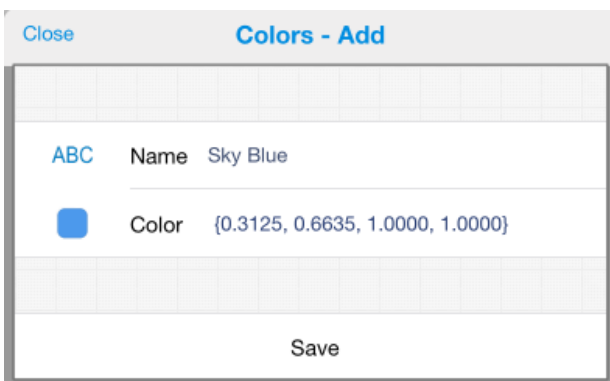 Close Colors - Add
ABC Name Sky Blue
Color {0.3125, 0.6635, 1.0000, 1.0000}
Save